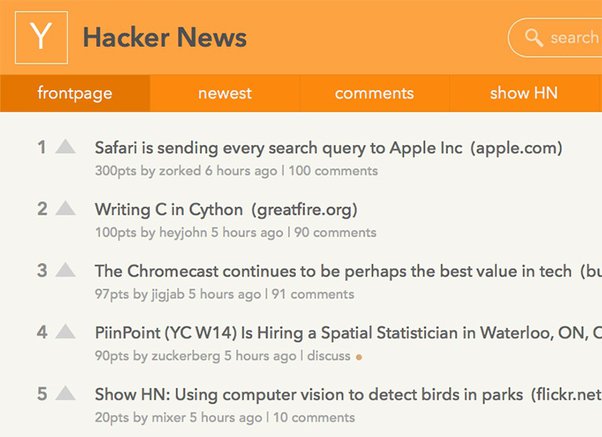 Y Hacker News search
frontpage newest comments show HN
1 Safari is sending every search query to Apple Inc (apple.com)
300pts by zorked 6 hours ago | 100 comments
2 Writing C in Cython (greatfire.org)
100pts by heyjohn 5 hours ago | 90 comments
3 The Chromecast continues to be perhaps the best value in tech (bu
97pts by jigjab 5 hours ago | 91 comments
4 PiinPoint (YC W14) Is Hiring a Spatial Statistician in Waterloo, ON, C
90pts by zuckerberg 5 hours ago | discuss
5 Show HN: Using computer vision to detect birds in parks (flickr.net
20pts by mixer 5 hours ago | 10 comments